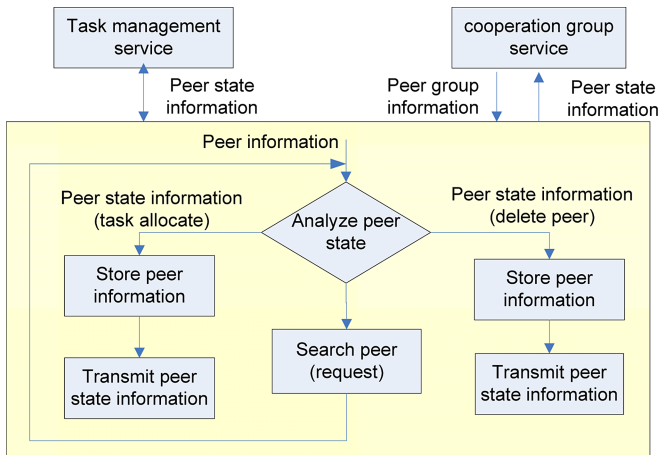 Task management
service
cooperation group
service
Peer state
information
Peer group
information
Peer state
information
Peer information
Peer state information
(task allocate)
Analyze peer
state
Peer state information
(delete peer)
Store peer
information
Store peer
information
Search peer
(request)
Transmit peer
state information
Transmit peer
state information